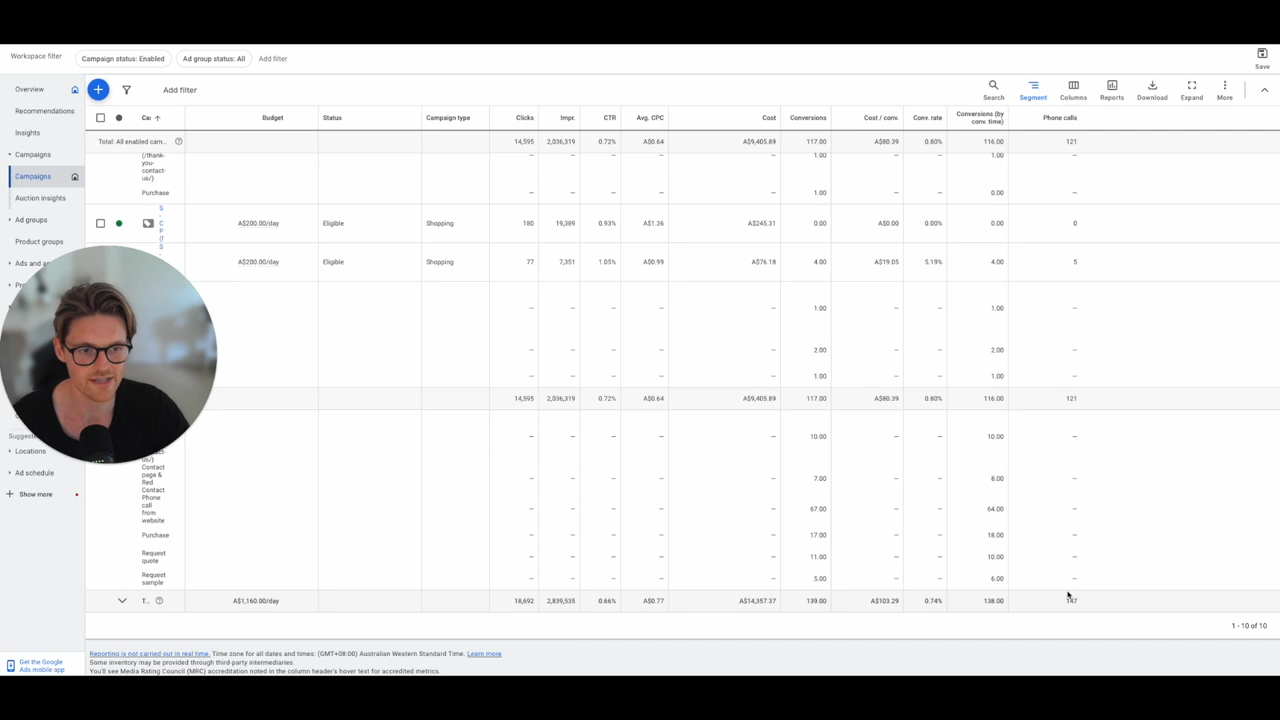 Workspace filter
Campaign status: Enabled
Ad group status: All
Add filter
Save
Overview
Recommendations
Insights
Campaigns
Campaigns
Auction insights
Ad groups
Product groups
Ads and as
Locations
Ad schedule
Show more
Get the Google
Ads mobile app
Add filter
Search
Segment
Columns
Reports
Download
Expand
More
Budget Status Campaign type Clicks Impr. CTR Avg. CPC Cost Conversions Cost / conv. Conv. rate Conversions (by Phone calls
conv. time)
Total: All enabled cam... 14,595 2,036,319 0.72% A$0.64 A$9,405.89 117.00 A$80.39 0.80% 116.00 121
(/thank- – – – – 1.00 1.00 –
you-
contact-
us/)
Purchase – – – – 1.00 0.00 –
A$200.00/day Eligible Shopping 180 19,389 0.93% A$1.36 A$245.31 0.00 A$0.00 0.00% 0.00 0
S
-
C
P
(I
S
-
A$200.00/day Eligible Shopping 77 7,351 1.05% A$0.99 A$76.18 4.00 A$19.05 5.19% 4.00 5
– – – – – 1.00 – – 1.00 –
– – – – – 2.00 – – 2.00 –
– – – – – 1.00 – – 1.00 –
14,595 2,036,319 0.72% A$0.64 A$9,405.89 117.00 A$80.39 0.80% 116.00 121
– – – – – 10.00 – – 10.00 –
us/)
Contact – – – – – 7.00 – – 8.00 –
page &
Red
Contact
Phone – – – – – 67.00 – – 64.00 –
call
from
website
Purchase – – – – – 17.00 – – 18.00 –
Request – – – – – 11.00 – – 10.00 –
quote
Request – – – – – 5.00 – – 6.00 –
sample
T... A$1,160.00/day 18,692 2,839,535 0.66% A$0.77 A$14,357.37 139.00 A$103.29 0.74% 138.00 147
1 - 10 of 10
Reporting is not carried out in real time. Time zone for all dates and times: (GMT+08:00) Australian Western Standard Time. Learn more
Some inventory may be provided through third-party intermediaries.
You'll see Media Rating Council (MRC) accreditation noted in the column header's hover text for accredited metrics.